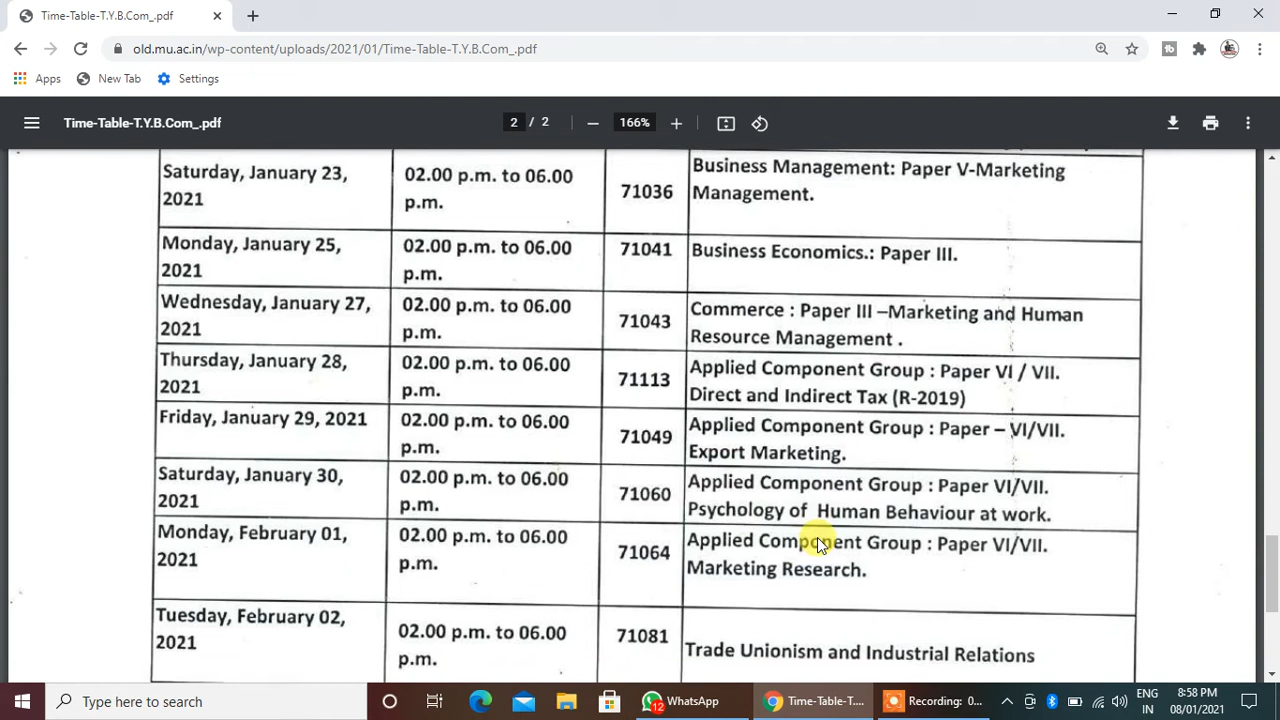 Time-Table-T.Y.B.Com_.pdf
old.mu.ac.in/wp-content/uploads/2021/01/Time-Table-T.Y.B.Com_.pdf
Apps New Tab Settings
Time-Table-T.Y.B.Com_.pdf 2 / 2 166%
Saturday, January 23, 2021
02.00 p.m. to 06.00 p.m.
71036
Business Management: Paper V-Marketing
Management.
Monday, January 25,
2021
02.00 p.m. to 06.00
p.m.
71041
Business Economics.: Paper III.
Wednesday, January 27,
2021
02.00 p.m. to 06.00
p.m.
71043
Commerce : Paper III –Marketing and Human
Resource Management .
Thursday, January 28,
2021
02.00 p.m. to 06.00
p.m.
71113
Applied Component Group : Paper VI / VII.
Direct and Indirect Tax (R-2019)
Friday, January 29, 2021
02.00 p.m. to 06.00
p.m.
71049
Applied Component Group : Paper – VI/VII.
Export Marketing.
Saturday, January 30,
2021
02.00 p.m. to 06.00
p.m.
71060
Applied Component Group : Paper VI/VII.
Psychology of Human Behaviour at work.
Monday, February 01,
2021
02.00 p.m. to 06.00
p.m.
71064
Applied Component Group : Paper VI/VII.
Marketing Research.
Tuesday, February 02,
2021
02.00 p.m. to 06.00
p.m.
71081
Trade Unionism and Industrial Relations
Type here to search
WhatsApp
12
Time-Table-T....
Recording: 0...
ENG
IN
8:58 PM
08/01/2021